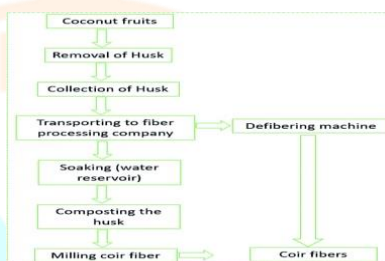 Coconut fruits
Removal of Husk
Collection of Husk
Transporting to fiber
processing company
Defibering machine
Soaking (water
reservoir)
Composting the
husk
Milling coir fiber
Coir fibers